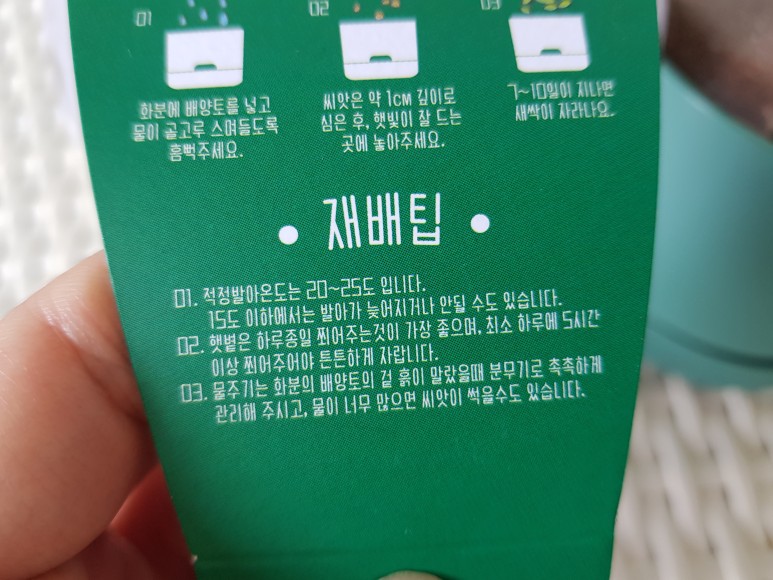 01
화분에 배양토를 넣고
물이 골고루 스며들도록
흠뻑주세요.
02
씨앗은 약 1cm 깊이로
심은 후, 햇빛이 잘 드는
곳에 놓아주세요.
03
7~10일이 지나면
새싹이 자라나요.
• 재배팁 •
01. 적정발아온도는 20~25도 입니다.
15도 이하에서는 발아가 늦어지거나 안될 수도 있습니다.
02. 햇볕은 하루종일 쬐어주는것이 가장 좋으며, 최소 하루에 5시간
이상 쬐어주어야 튼튼하게 자랍니다.
03. 물주기는 화분의 배양토의 겉 흙이 말랐을때 분무기로 촉촉하게
관리해 주시고, 물이 너무 많으면 씨앗이 썩을수도 있습니다.